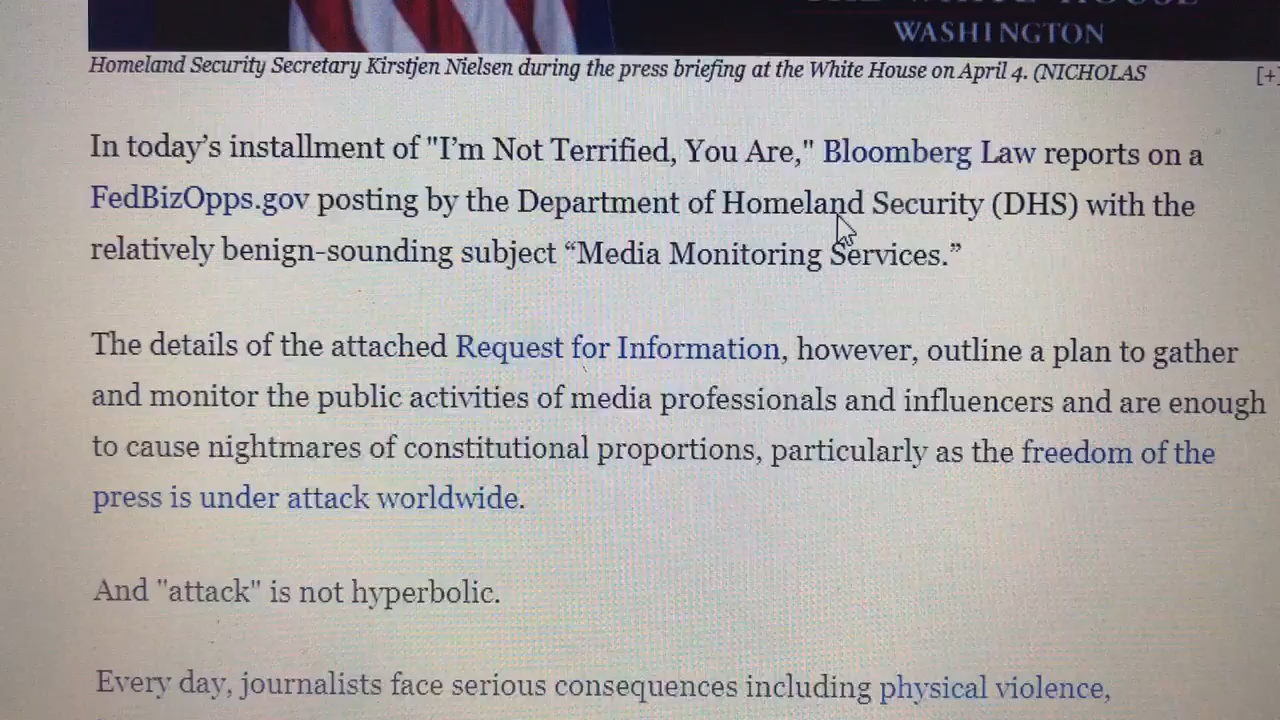 WASHINGTON
Homeland Security Secretary Kirstjen Nielsen during the press briefing at the White House on April 4. (NICHOLAS
[+]
In today’s installment of "I’m Not Terrified, You Are," Bloomberg Law reports on a
FedBizOpps.gov posting by the Department of Homeland Security (DHS) with the
relatively benign-sounding subject “Media Monitoring Services.”
The details of the attached Request for Information, however, outline a plan to gather
and monitor the public activities of media professionals and influencers and are enough
to cause nightmares of constitutional proportions, particularly as the freedom of the
press is under attack worldwide.
And "attack" is not hyperbolic.
Every day, journalists face serious consequences including physical violence,